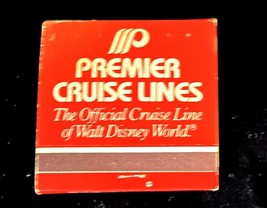 PREMIER
CRUISE LINES
The Official Cruise Line
of Walt Disney World.®